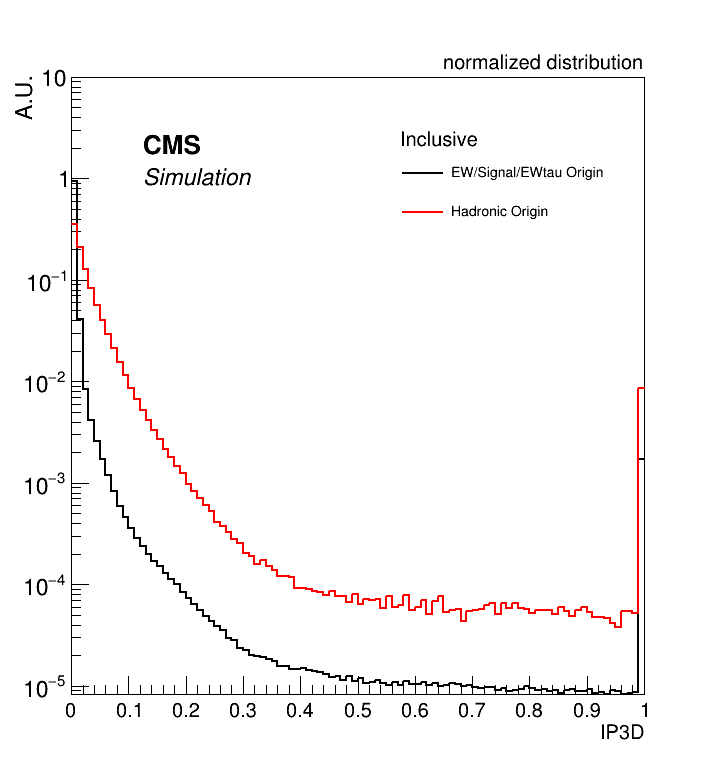 normalized distribution
A.U.
10
CMS
Simulation
Inclusive
EW/Signal/EWtau Origin
Hadronic Origin
1
10⁻¹
10⁻²
10⁻³
10⁻⁴
10⁻⁵
0 0.1 0.2 0.3 0.4 0.5 0.6 0.7 0.8 0.9 1
IP3D